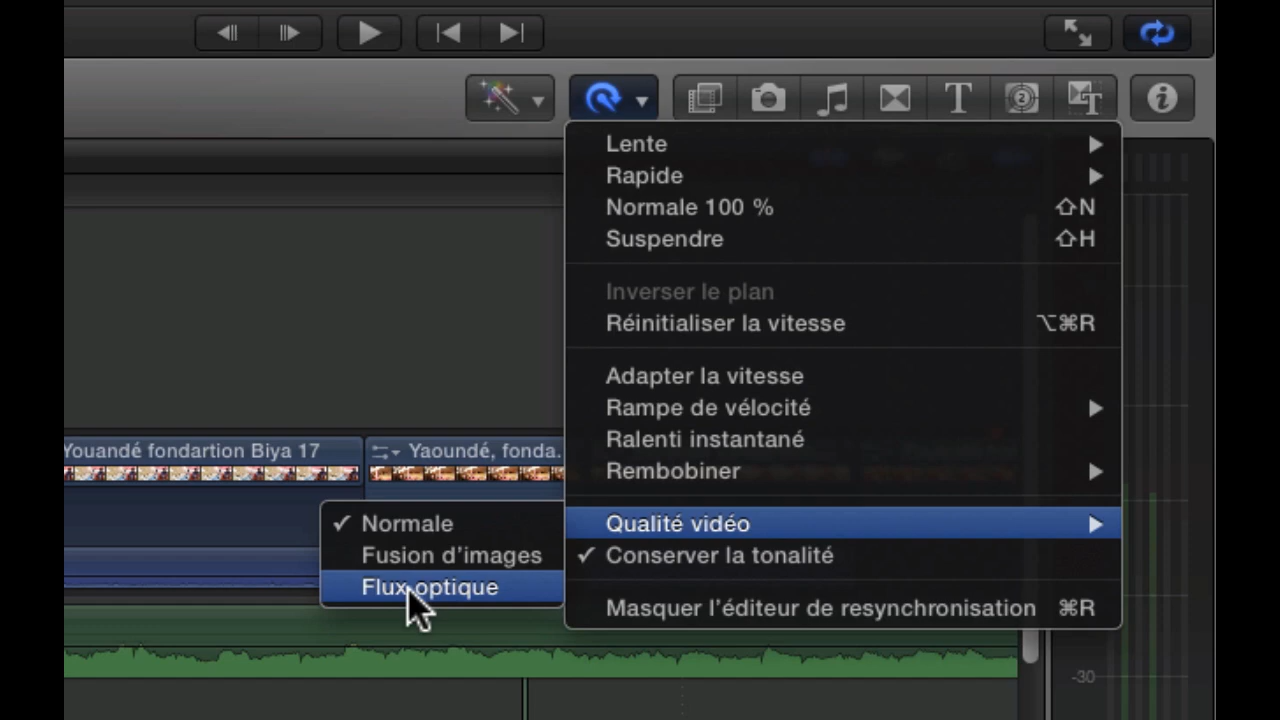 T
2
T
i
Lente
Rapide
Normale 100 % ⇧N
Suspendre ⇧H
Inverser le plan
Réinitialiser la vitesse ⌥⌘R
Adapter la vitesse
Rampe de vélocité
Ralenti instantané
Rembobiner
Youandé fondartion Biya 17
Yaoundé, fonda.
Qualité vidéo
✓ Conserver la tonalité
✓ Normale
Fusion d’images
Flux optique
Masquer l’éditeur de resynchronisation ⌘R
-30